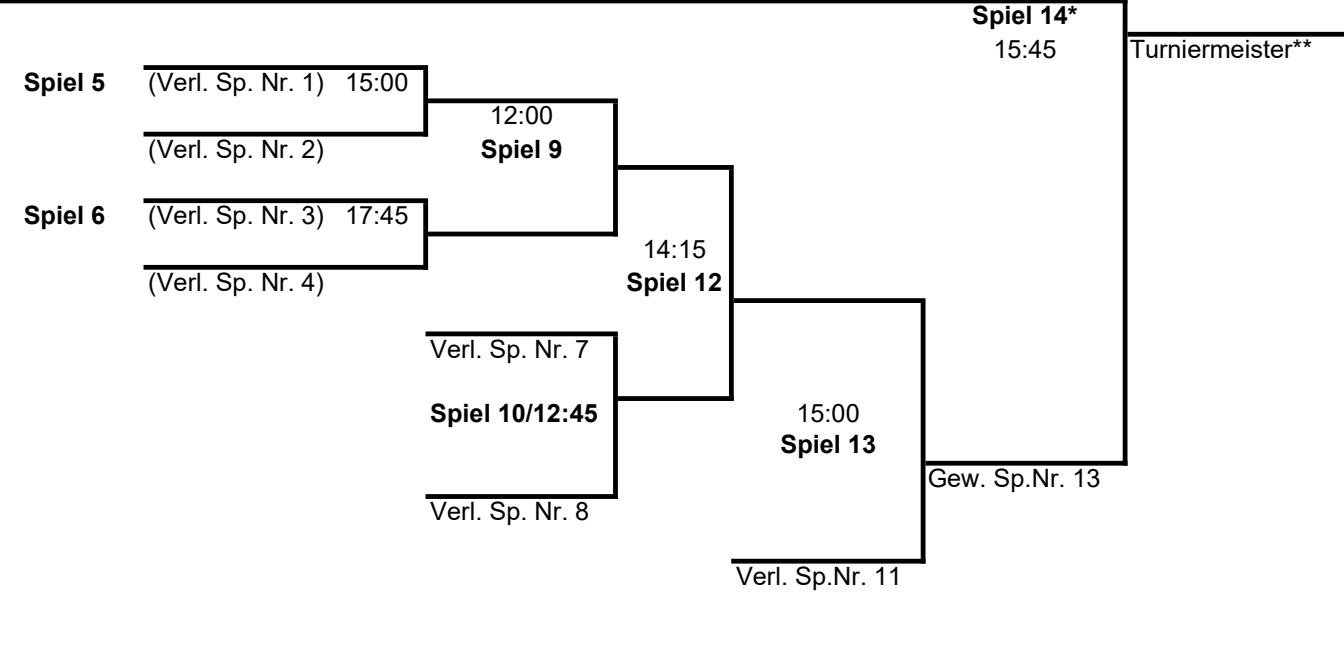 Spiel 14*
15:45
Turniermeister**
Spiel 5 (Verl. Sp. Nr. 1) 15:00
12:00
(Verl. Sp. Nr. 2)
Spiel 9
Spiel 6 (Verl. Sp. Nr. 3) 17:45
14:15
(Verl. Sp. Nr. 4)
Spiel 12
Verl. Sp. Nr. 7
Spiel 10/12:45
15:00
Spiel 13
Gew. Sp.Nr. 13
Verl. Sp. Nr. 8
Verl. Sp.Nr. 11